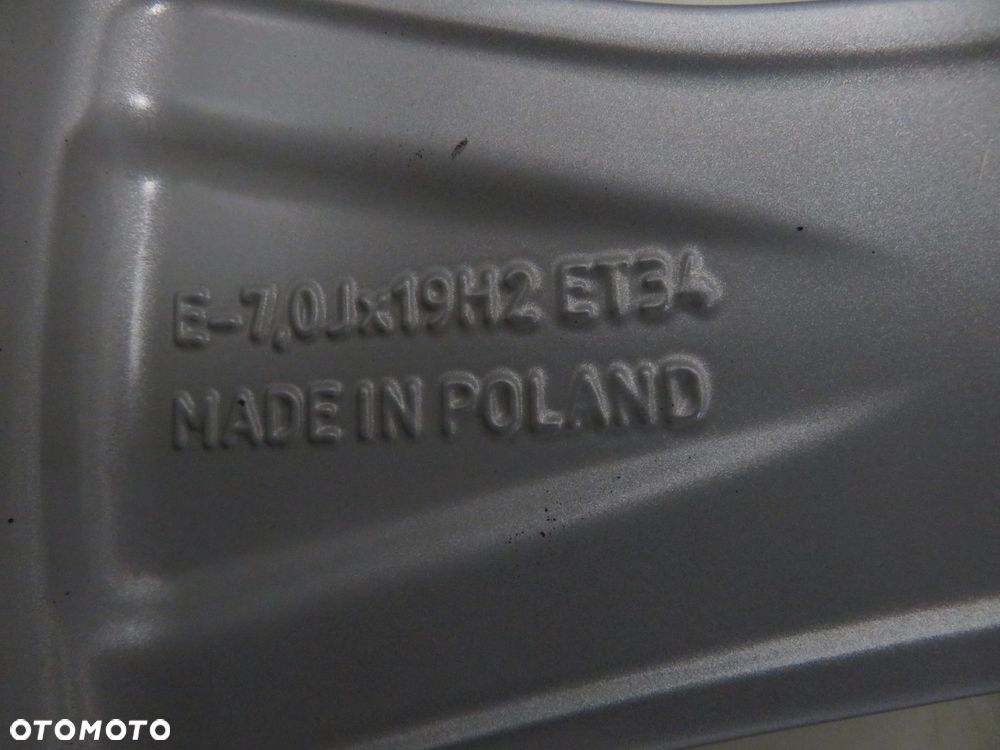 E-7,0Jx19H2 ET34
MADE IN POLAND
OTOMOTO